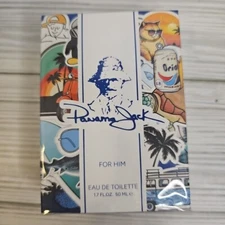 Panama Jack
FOR HIM
EAU DE TOILETTE
1.7 FL.OZ. 50 ML ℮